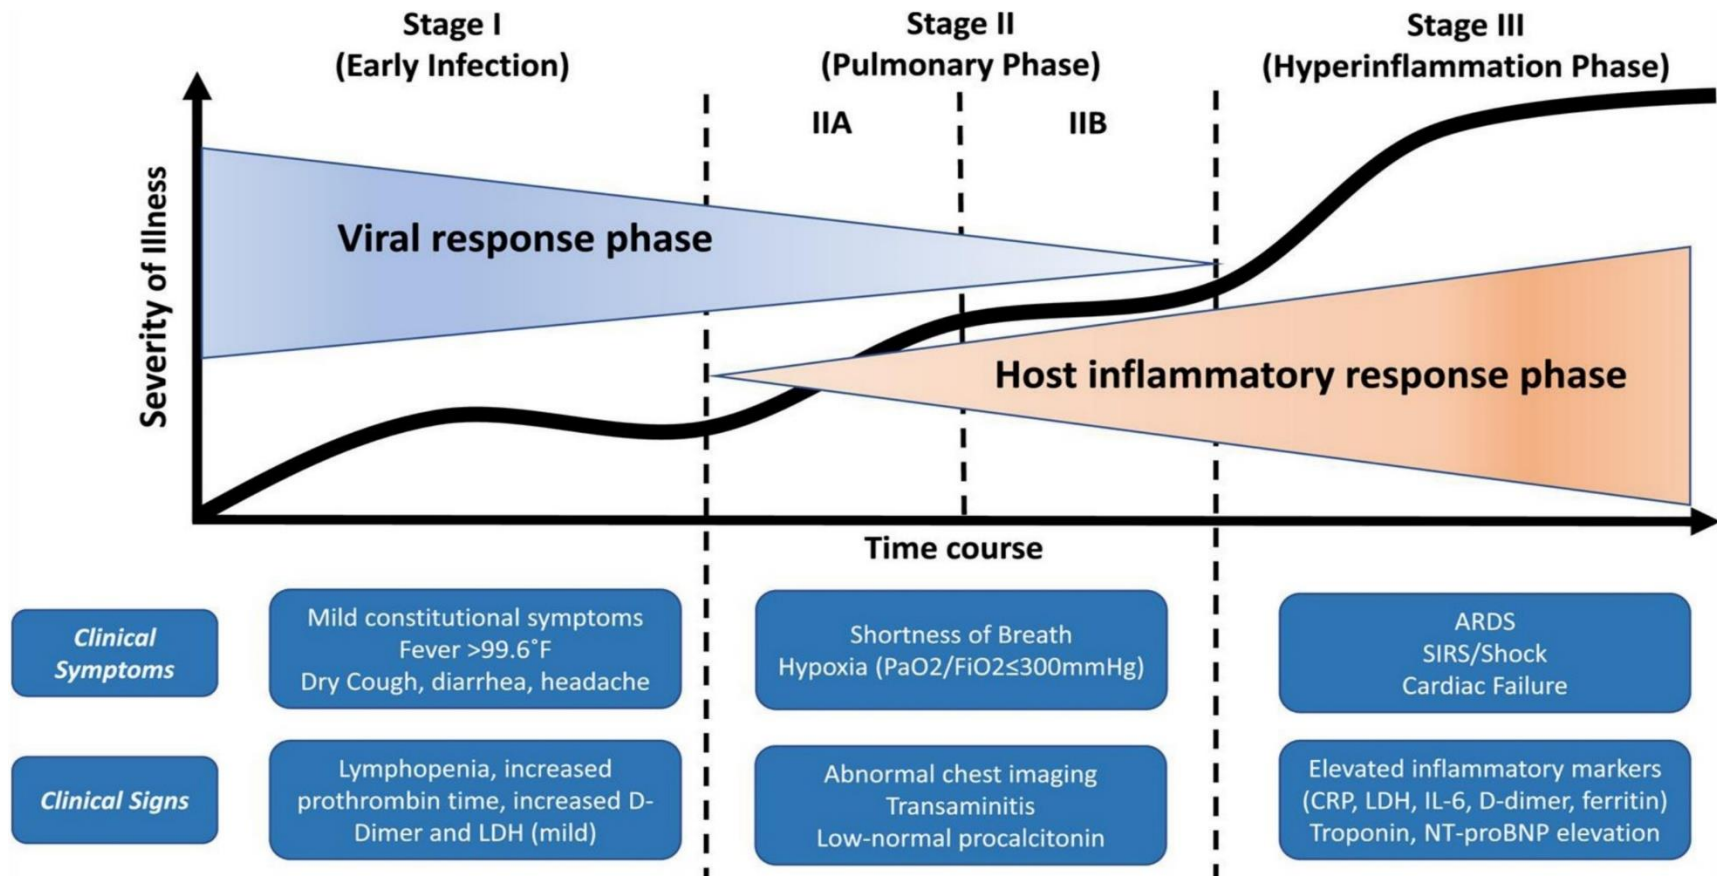 Stage I
(Early Infection)
Stage II
(Pulmonary Phase)
Stage III
(Hyperinflammation Phase)
IIA
IIB
Severity of Illness
Viral response phase
Host inflammatory response phase
Time course
Clinical
Symptoms
Mild constitutional symptoms
Fever >99.6°F
Dry Cough, diarrhea, headache
Shortness of Breath
Hypoxia (PaO2/FiO2≤300mmHg)
ARDS
SIRS/Shock
Cardiac Failure
Clinical Signs
Lymphopenia, increased
prothrombin time, increased D-
Dimer and LDH (mild)
Abnormal chest imaging
Transaminitis
Low-normal procalcitonin
Elevated inflammatory markers
(CRP, LDH, IL-6, D-dimer, ferritin)
Troponin, NT-proBNP elevation